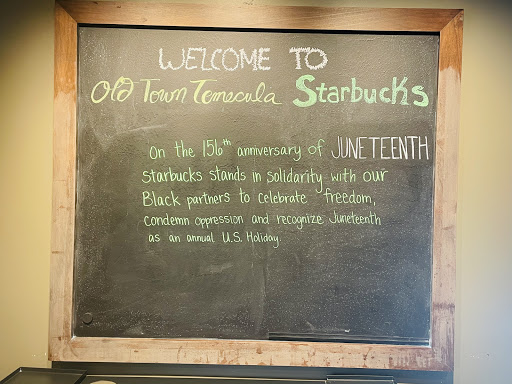 WELCOME TO
Old Town Temecula Starbucks
On the 156th anniversary of JUNETEENTH
Starbucks stands in solidarity with our
Black partners to celebrate freedom,
condemn oppression and recognize Juneteenth
as an annual U.S. Holiday.